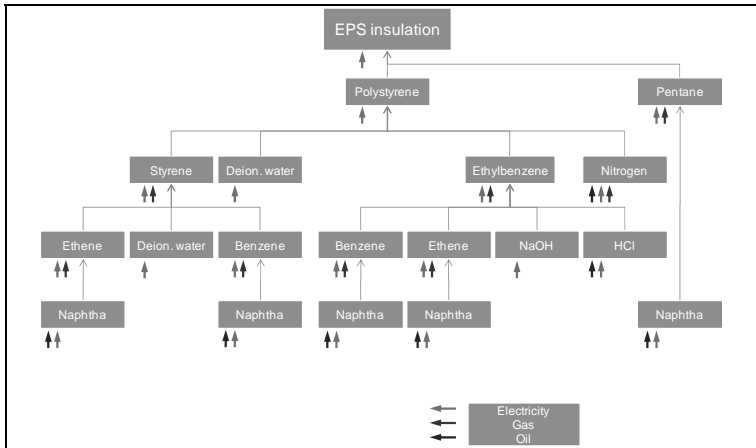 EPS insulation
Polystyrene
Pentane
Styrene
Deion. water
Ethylbenzene
Nitrogen
Ethene
Deion. water
Benzene
Benzene
Ethene
NaOH
HCl
Naphtha
Naphtha
Naphtha
Naphtha
Naphtha
Electricity
Gas
Oil